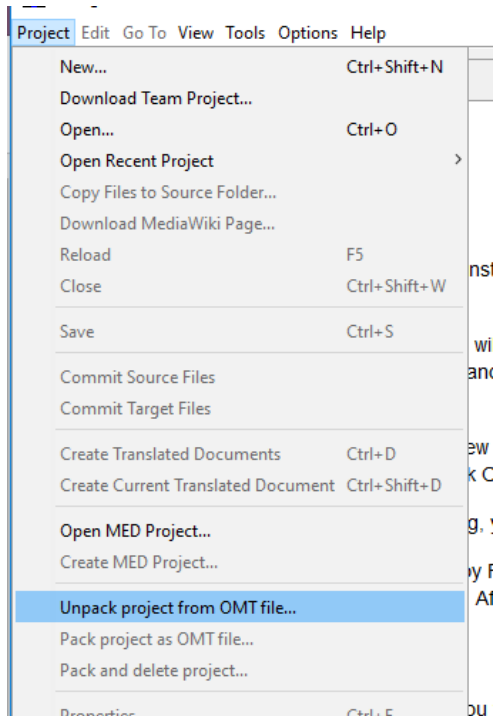 Project Edit Go To View Tools Options Help
New... Ctrl+Shift+N
Download Team Project...
Open... Ctrl+O
Open Recent Project
Copy Files to Source Folder...
Download MediaWiki Page...
Reload F5
Close Ctrl+Shift+W
Save Ctrl+S
Commit Source Files
Commit Target Files
Create Translated Documents Ctrl+D
Create Current Translated Document Ctrl+Shift+D
Open MED Project...
Create MED Project...
Unpack project from OMT file...
Pack project as OMT file...
Pack and delete project...
Properties